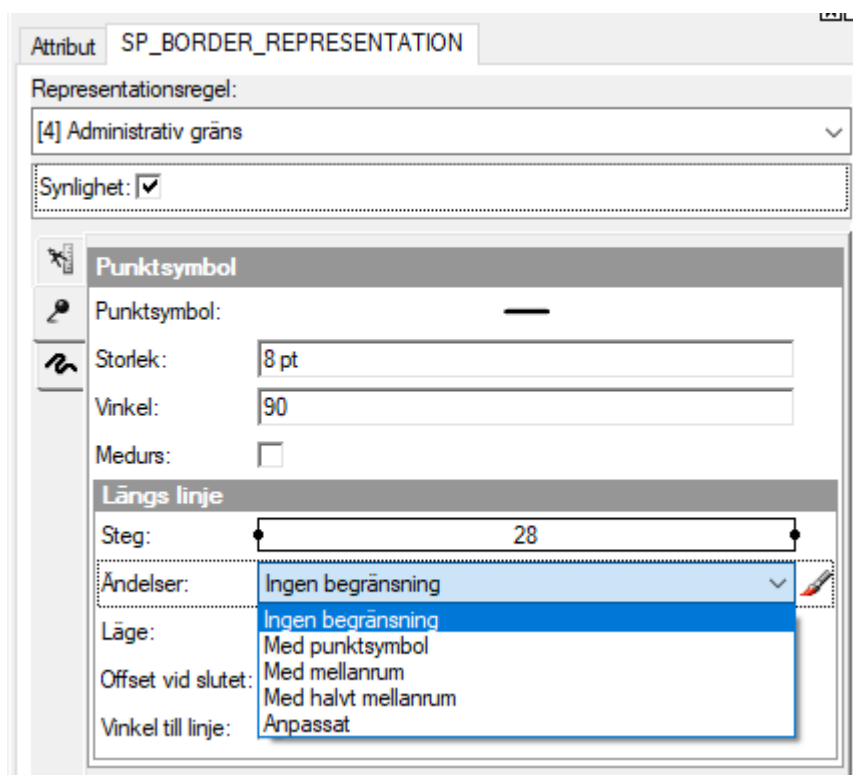 Attribut SP_BORDER_REPRESENTATION
Representationsregel:
[4] Administrativ gräns
Synlighet:
Punktsymbol
Punktsymbol:
Storlek: 8 pt
Vinkel: 90
Medurs:
Längs linje
Steg: 28
Ändelser: Ingen begränsning
Ingen begränsning
Läge:
Med punktsymbol
Med mellanrum
Offset vid slutet:
Med halvt mellanrum
Vinkel till linje:
Anpassat